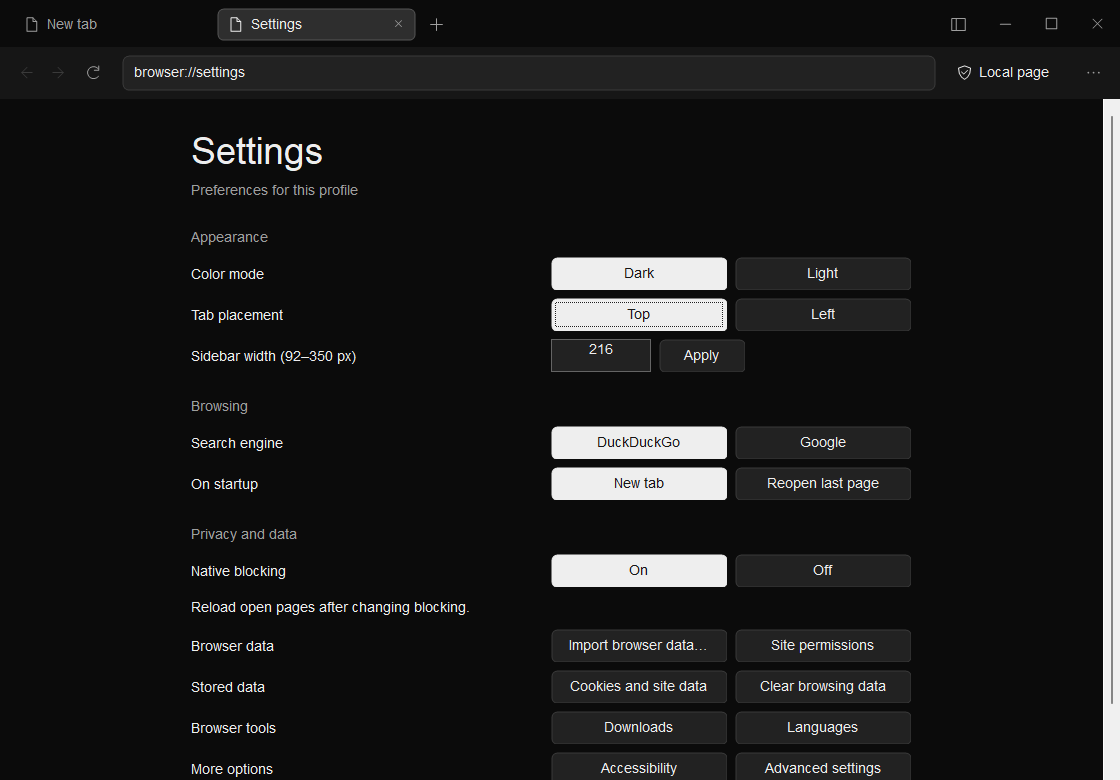 New tab
Settings
browser://settings
Local page
Settings
Preferences for this profile
Appearance
Color mode Dark Light
Tab placement Top Left
Sidebar width (92–350 px) 216 Apply
Browsing
Search engine DuckDuckGo Google
On startup New tab Reopen last page
Privacy and data
Native blocking On Off
Reload open pages after changing blocking.
Browser data Import browser data… Site permissions
Stored data Cookies and site data Clear browsing data
Browser tools Downloads Languages
More options Accessibility Advanced settings